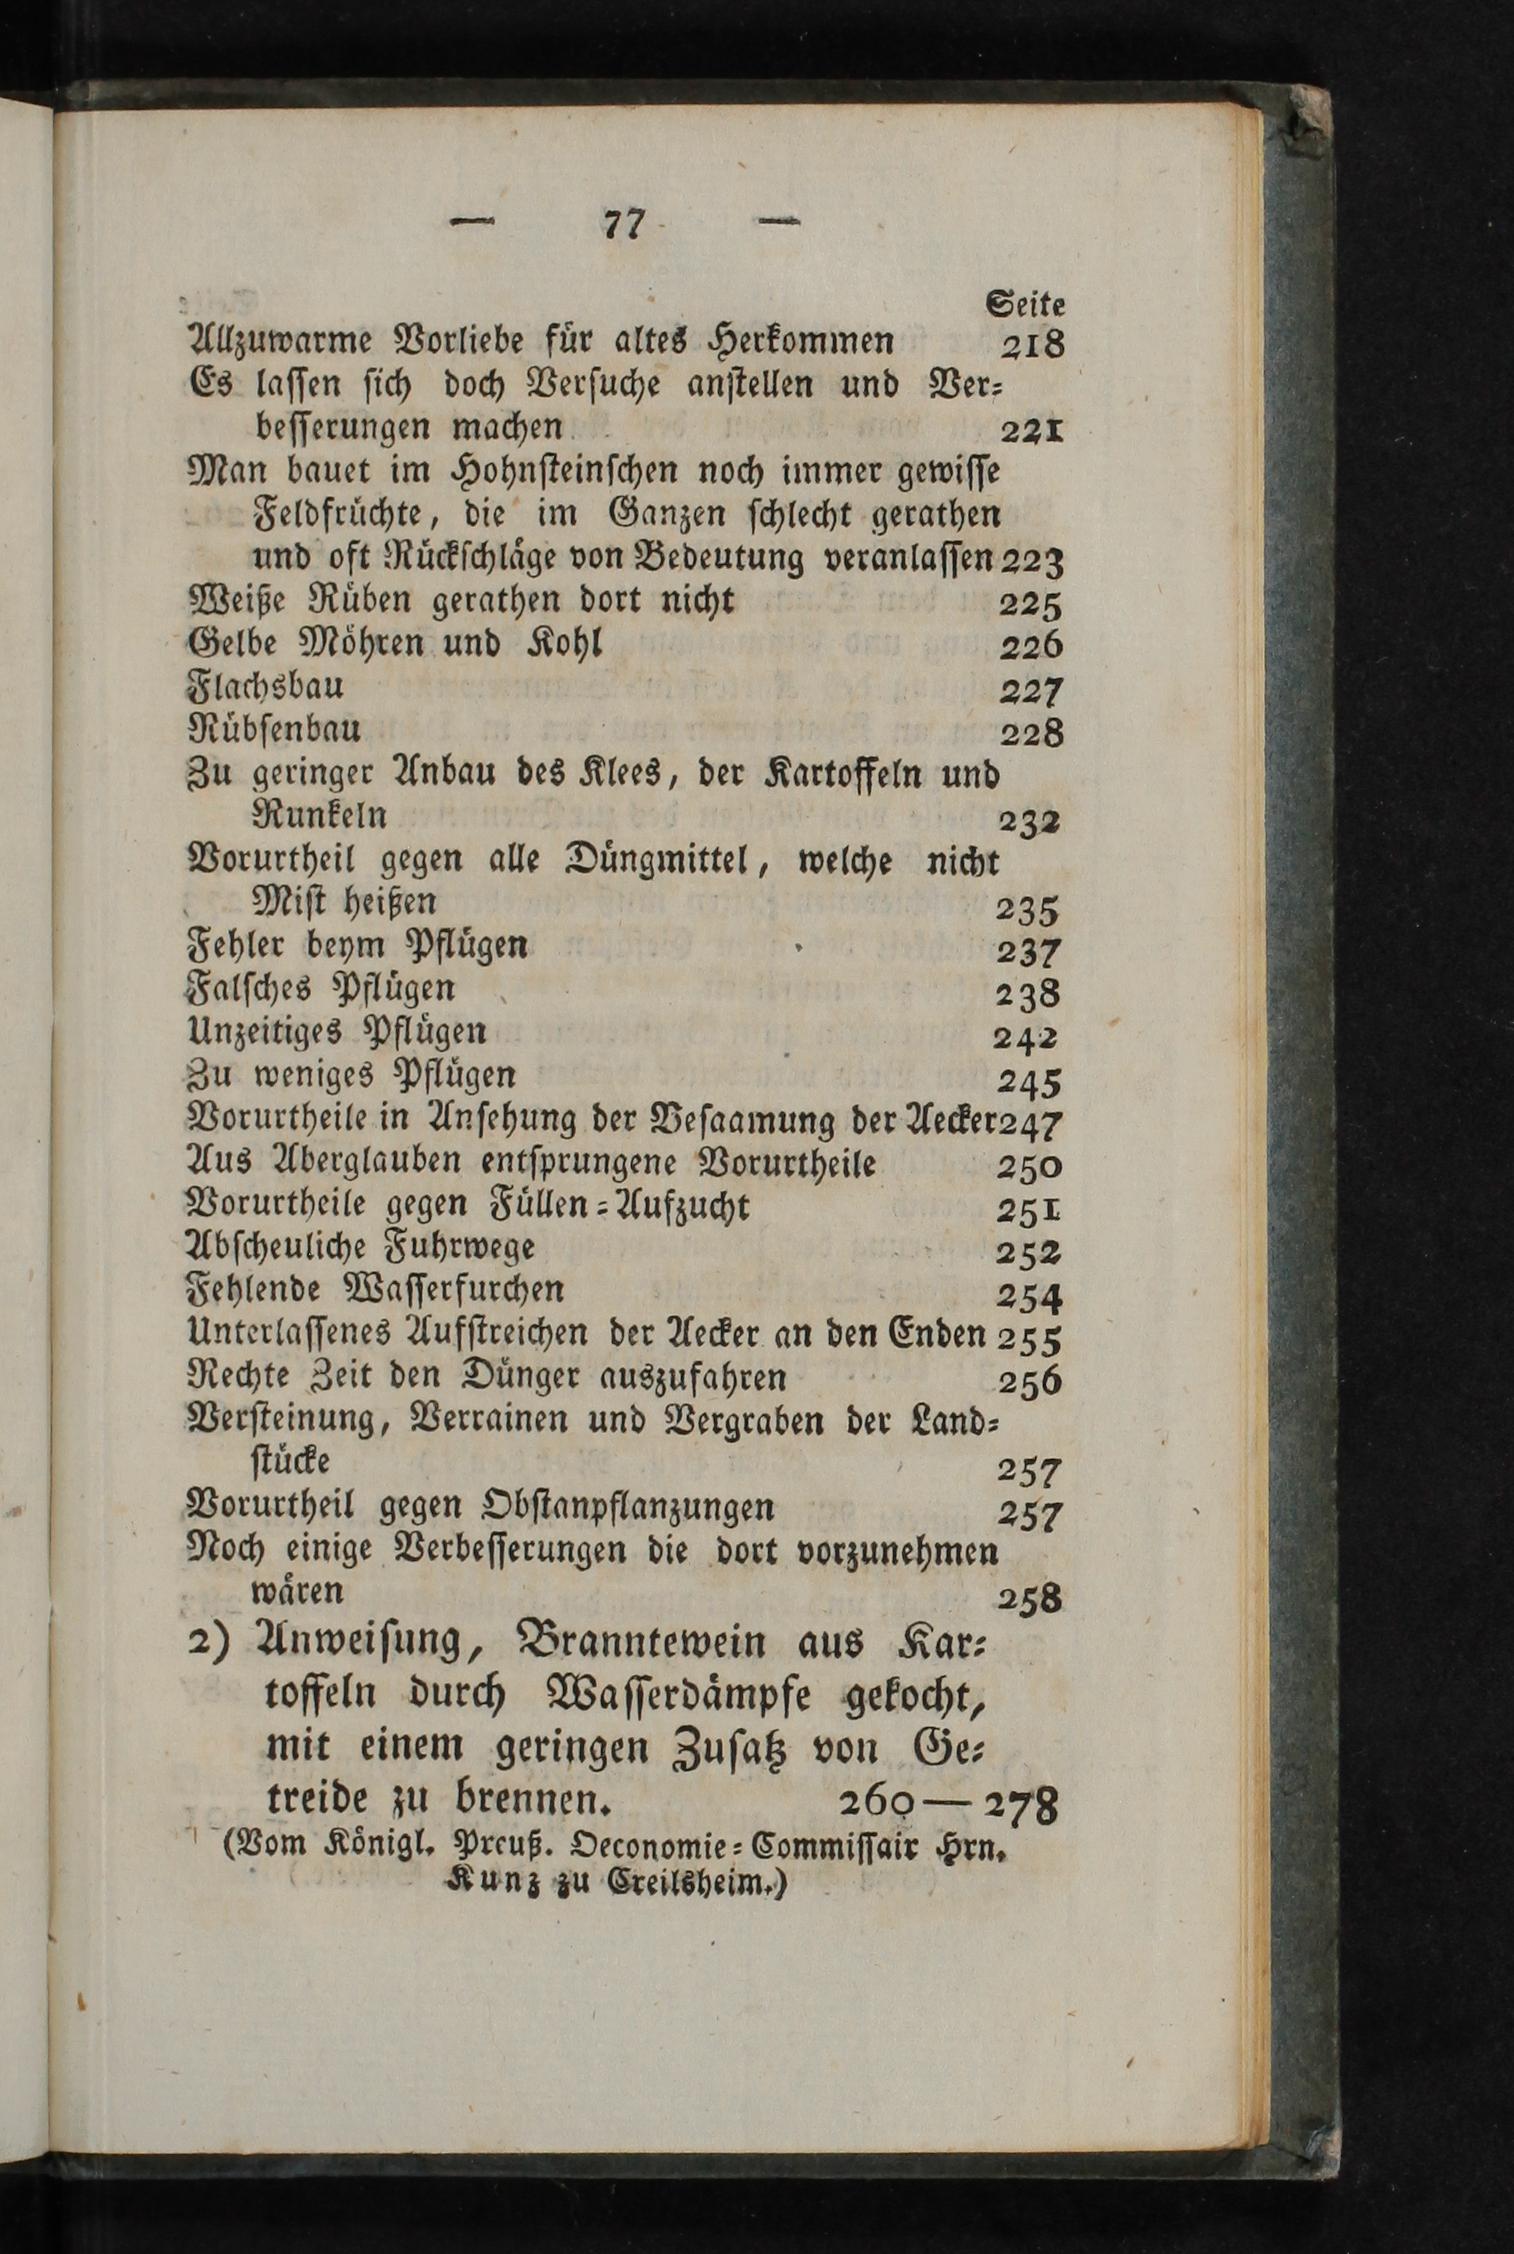 — 77 —
Seite
Allzuwarme Vorliebe für altes Herkommen 218
Es laſſen ſich doch Verſuche anſtellen und Ver⸗
beſſerungen machen 221
Man bauet im Hohnſteinſchen noch immer gewiſſe
Feldfrüchte, die im Ganzen ſchlecht gerathen
und oft Rückſchläge von Bedeutung veranlaſſen 223
Weiße Rüben gerathen dort nicht 225
Gelbe Möhren und Kohl 226
Flachsbau 227
Rübſenbau 228
Zu geringer Anbau des Klees, der Kartoffeln und
Runkeln 232
Vorurtheil gegen alle Düngmittel, welche nicht
Miſt heißen 235
Fehler beym Pflügen 237
Falſches Pflügen 238
Unzeitiges Pflügen 242
Zu weniges Pflügen 245
Vorurtheile in Anſehung der Beſaamung der Aecker 247
Aus Aberglauben entſprungene Vorurtheile 250
Vorurtheile gegen Füllen⸗Aufzucht 251
Abſcheuliche Fuhrwege 252
Fehlende Waſſerfurchen 254
Unterlaſſenes Aufſtreichen der Aecker an den Enden 255
Rechte Zeit den Dünger auszufahren 256
Verſteinung, Verrainen und Vergraben der Land⸗
ſtücke 257
Vorurtheil gegen Obſtanpflanzungen 257
Noch einige Verbeſſerungen die dort vorzunehmen
wären 258
2) Anweiſung, Branntewein aus Kar⸗
toffeln durch Waſſerdämpfe gekocht,
mit einem geringen Zuſatz von Ge⸗
treide zu brennen. 260 — 278
(Vom Königl. Preuß. Oeconomie⸗Commiſſair Hrn.
Kunz zu Creilsheim.)